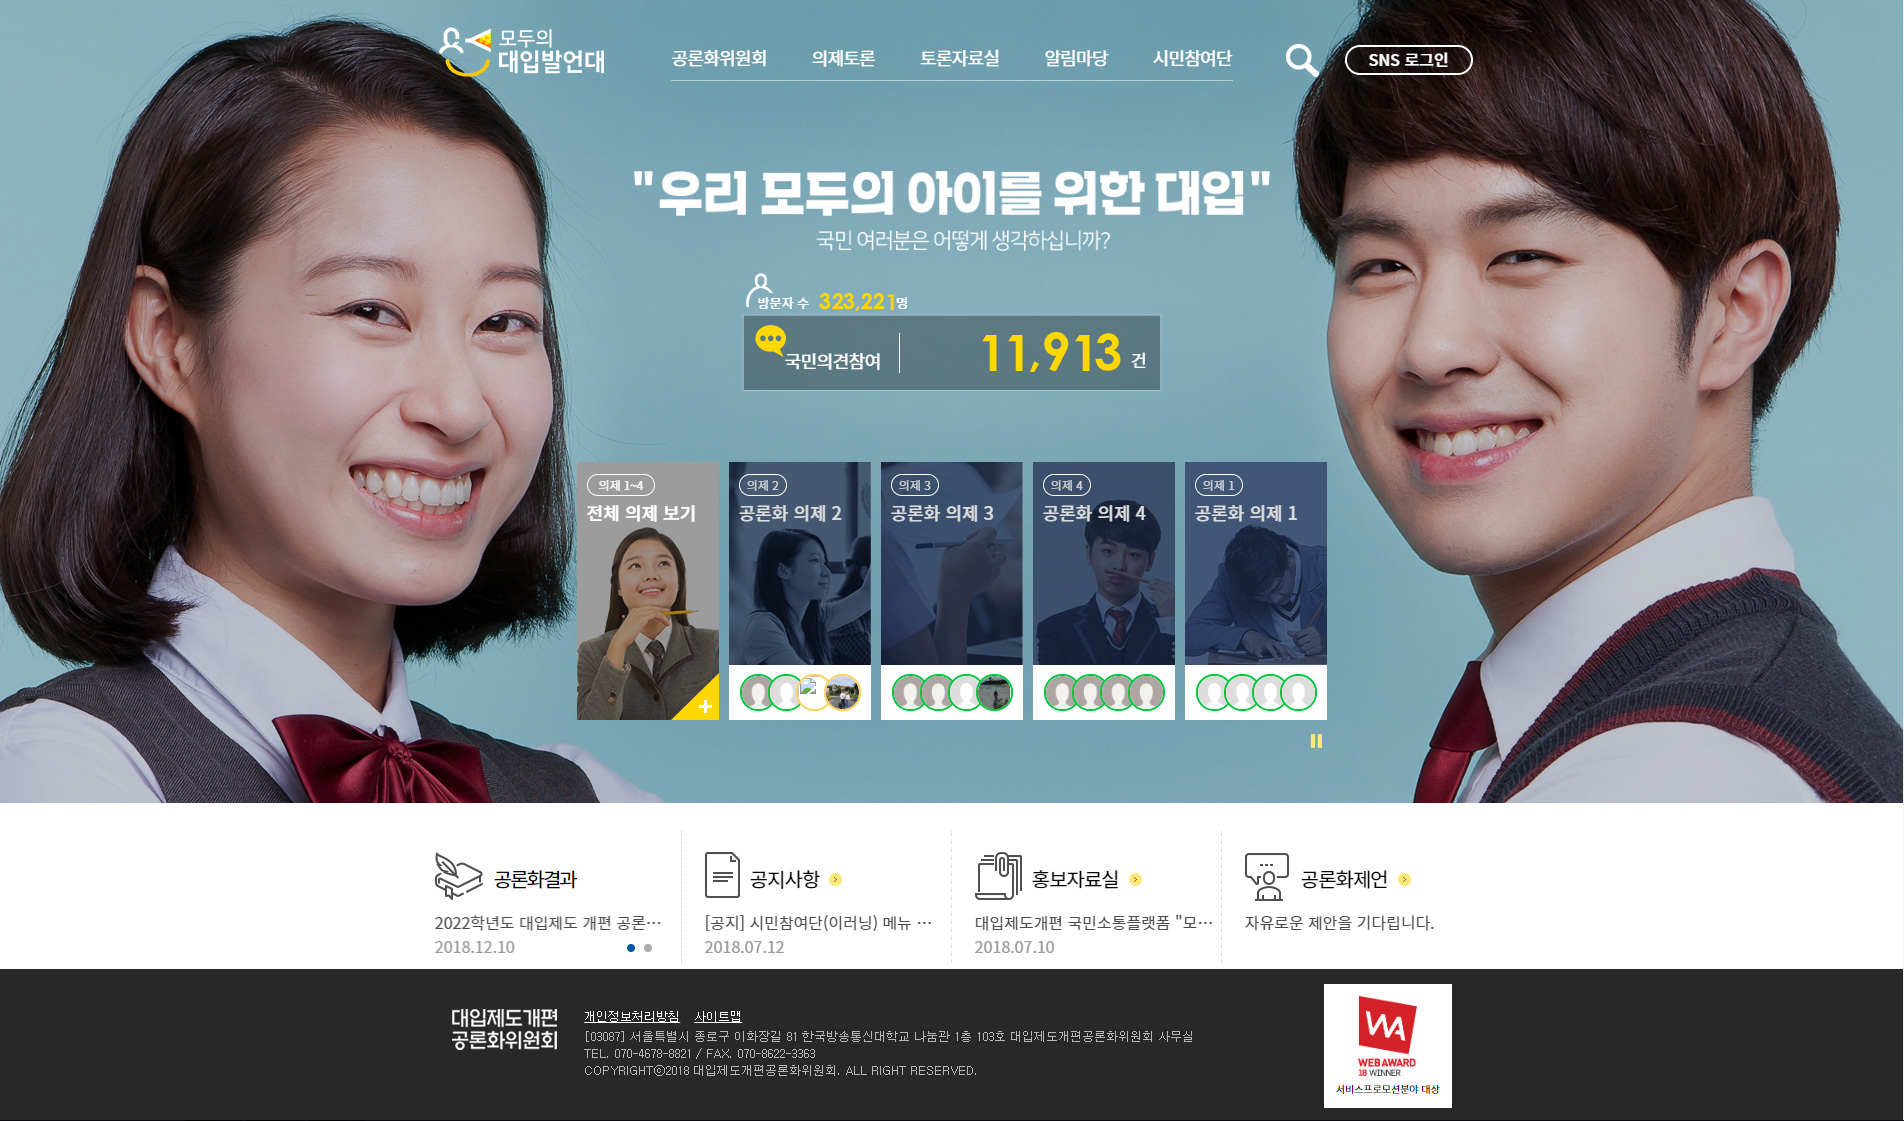 모두의
대입발언대
공론화위원회 의제토론 토론자료실 알림마당 시민참여단
SNS 로그인
"우리 모두의 아이를 위한 대입"
국민 여러분은 어떻게 생각하십니까?
방문자 수 323,221명
국민의견참여 11,913 건
의제 1~4
전체 의제 보기
의제 2
공론화 의제 2
의제 3
공론화 의제 3
의제 4
공론화 의제 4
의제 1
공론화 의제 1
공론화결과
2022학년도 대입제도 개편 공론···
2018.12.10
공지사항
[공지] 시민참여단(이러닝) 메뉴 ···
2018.07.12
홍보자료실
대입제도개편 국민소통플랫폼 "모···
2018.07.10
공론화제언
자유로운 제안을 기다립니다.
대입제도개편
공론화위원회
개인정보처리방침 사이트맵
[03087] 서울특별시 종로구 이화장길 81 한국방송통신대학교 나눔관 1층 103호 대입제도개편공론화위원회 사무실
TEL. 070-4678-8821 / FAX. 070-8622-3363
COPYRIGHTⓒ2018 대입제도개편공론화위원회. ALL RIGHT RESERVED.
WA
WEB AWARD
18 WINNER
서비스프로모션분야 대상